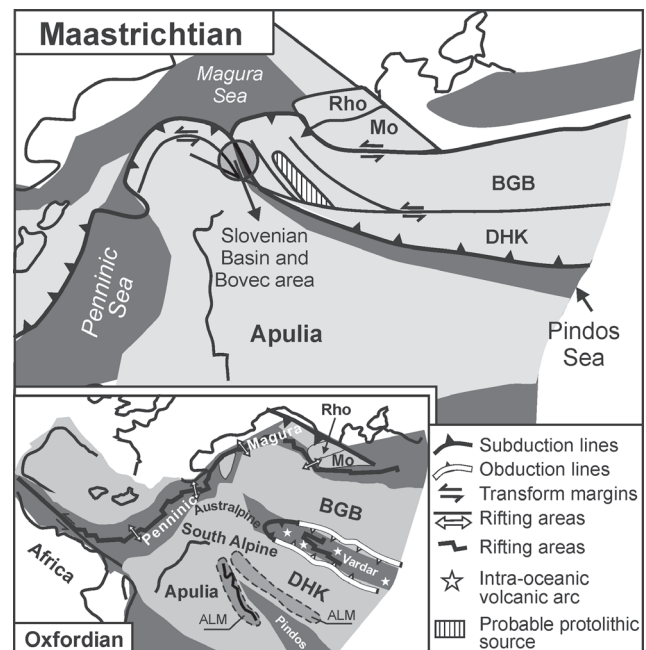 Maastrichtian
Magura
Sea
Rho
Mo
BGB
DHK
Slovenian
Basin and
Bovec area
Penninic
Sea
Apulia
Pindos
Sea
Rho
Magura
Mo
Penninic
Australpine
BGB
South Alpine
Vardar
Africa
Apulia
DHK
ALM
ALM
Pindos
Oxfordian
Subduction lines
Obduction lines
Transform margins
Rifting areas
Rifting areas
Intra-oceanic
volcanic arc
Probable protolithic
source